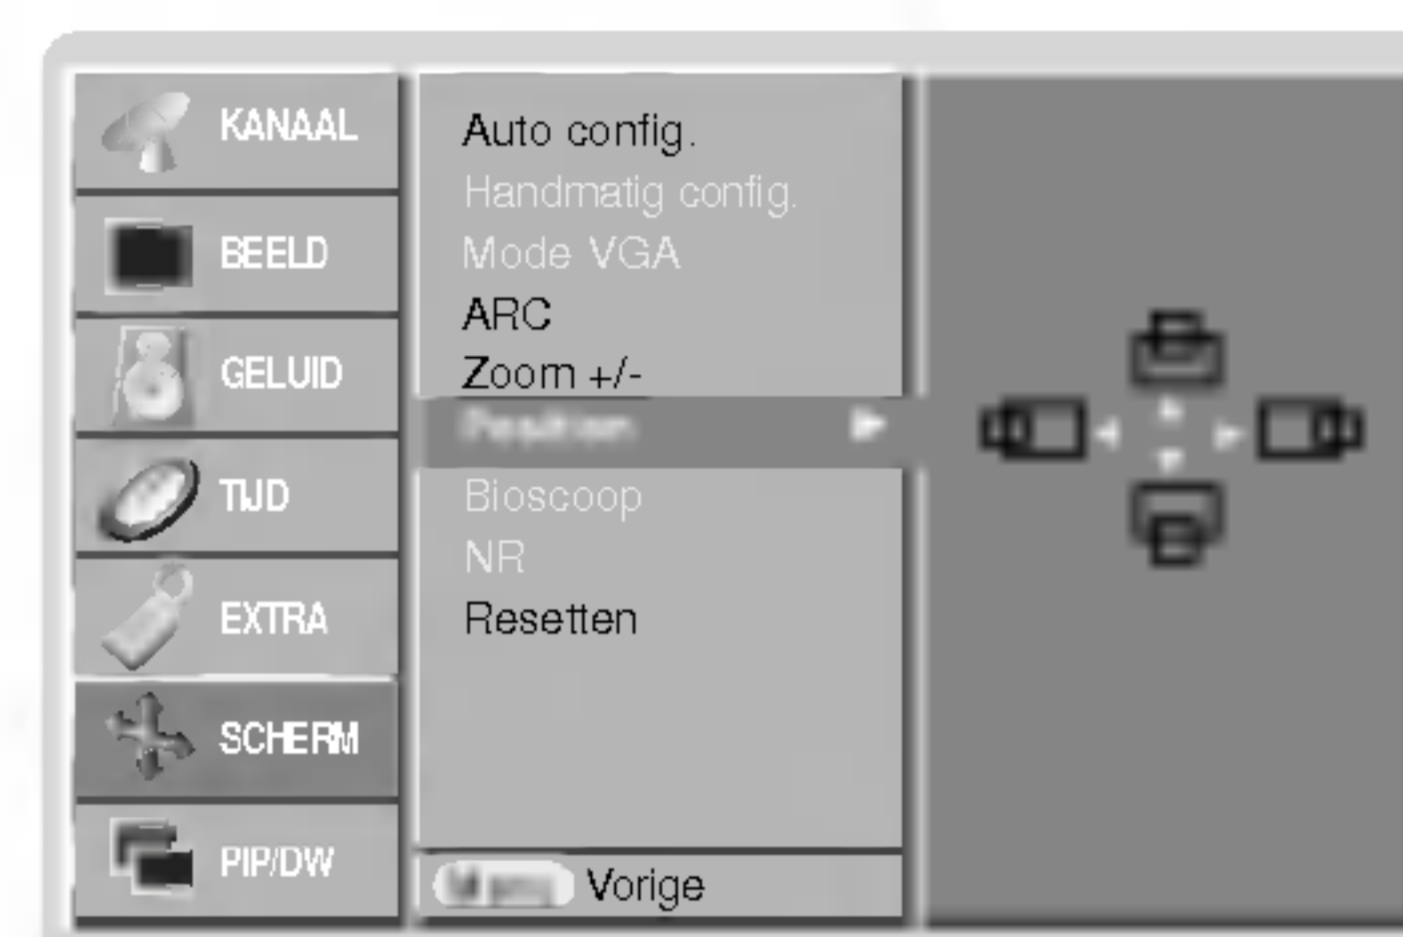 KANAAL
BEELD
GELUID
TIJD
EXTRA
SCHERM
PIP/DW
Auto config.
Handmatig config.
Mode VGA
ARC
Zoom +/-
Position
Bioscoop
NR
Resetten
Vorige